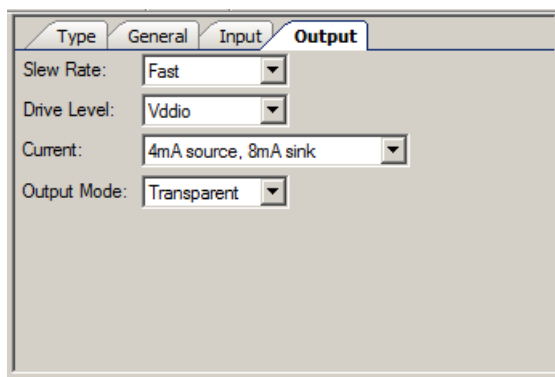 Type General Input Output
Slew Rate: Fast
Drive Level: Vddio
Current: 4mA source, 8mA sink
Output Mode: Transparent